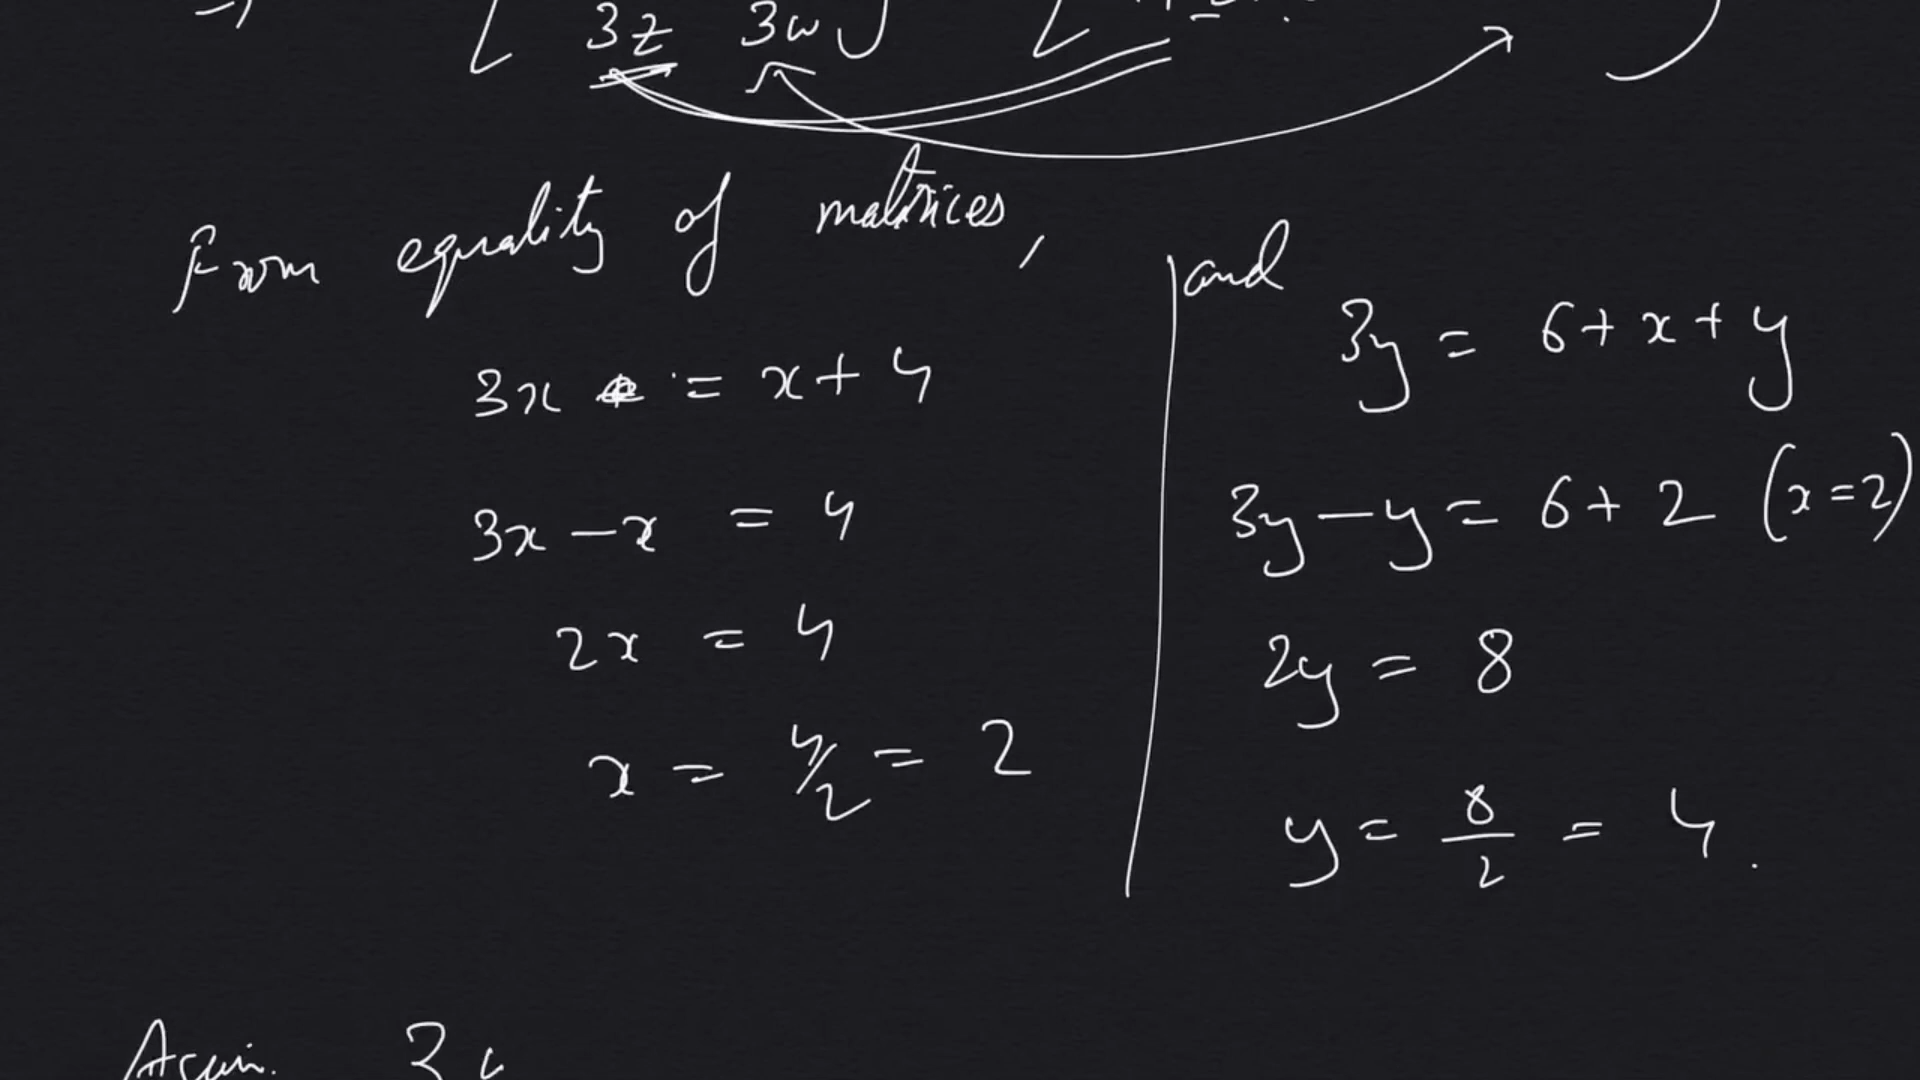 3z 3w
From equality of matrices,
3x = x + 4
3x - x = 4
2x = 4
x = 4/2 = 2
and
3y = 6 + x + y
3y - y = 6 + 2 (x = 2)
2y = 8
y = 8/2 = 4.
Again